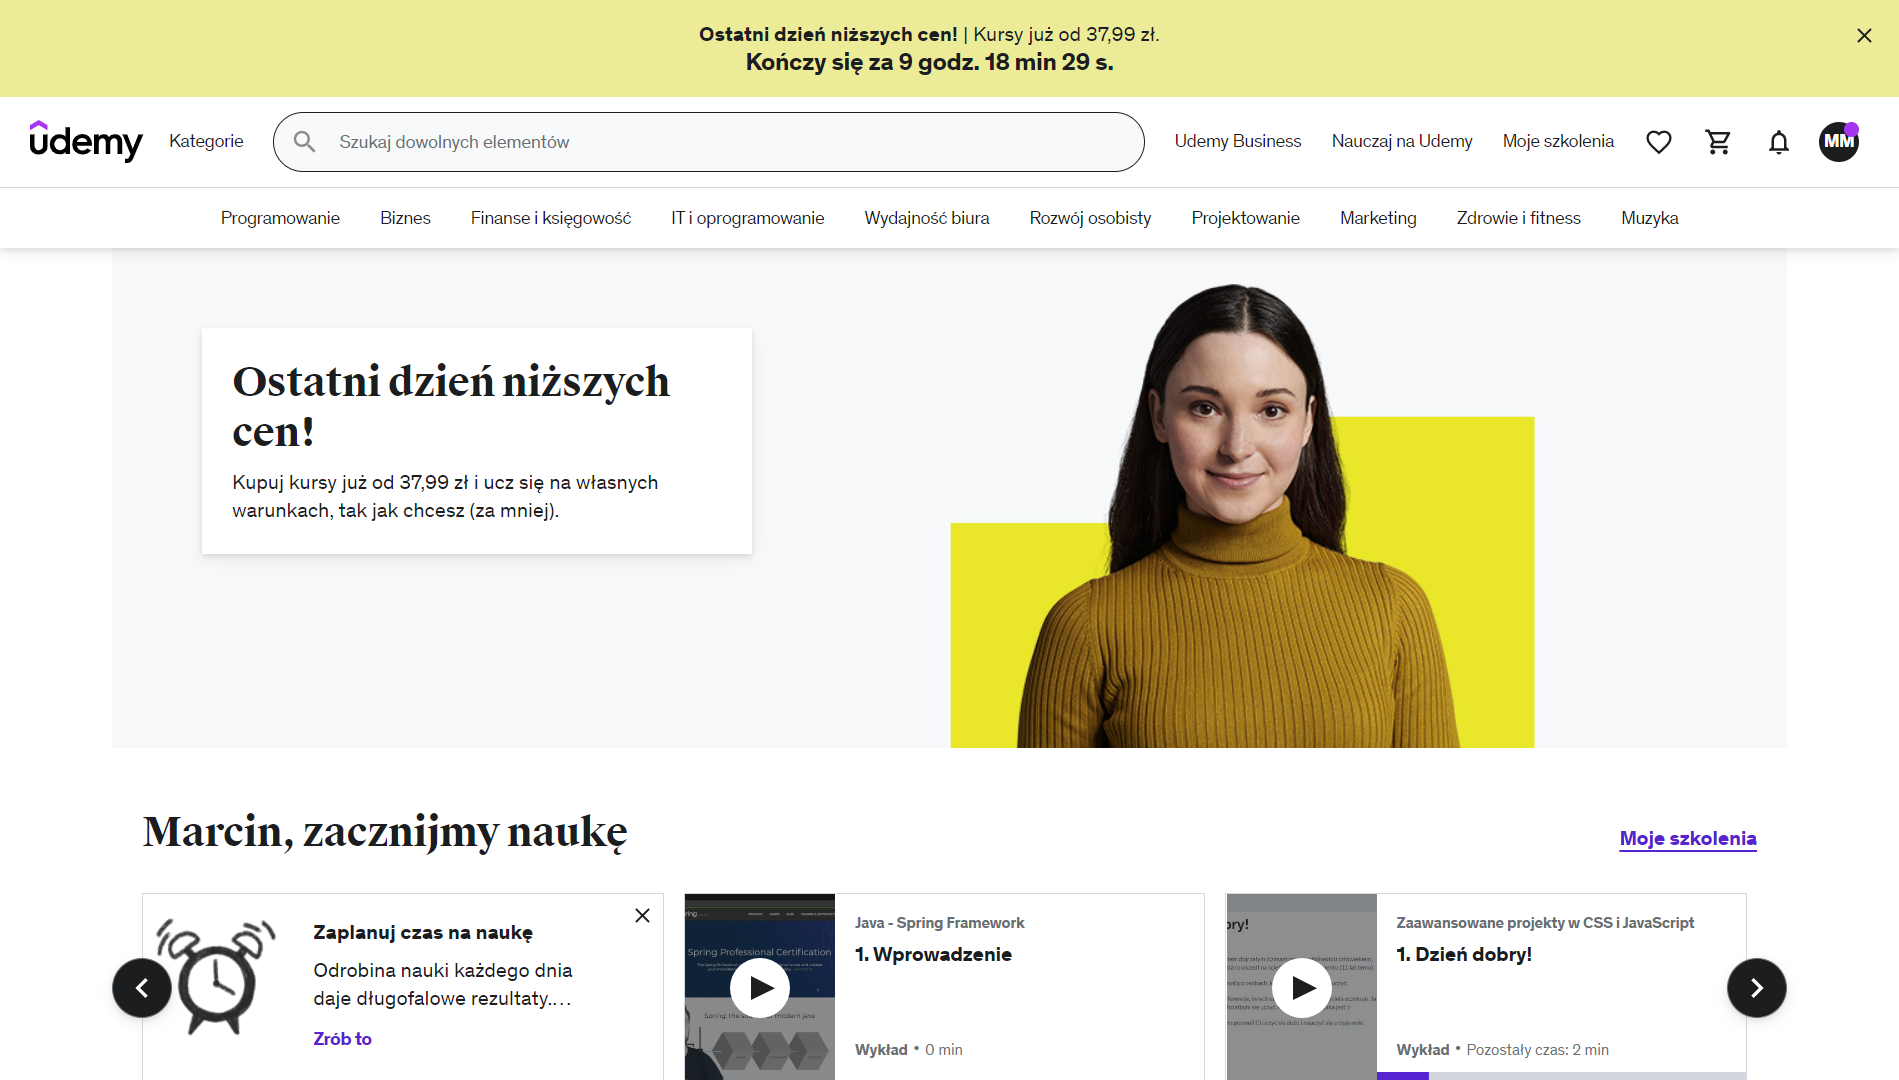 Ostatni dzień niższych cen! | Kursy już od 37,99 zł.
Kończy się za 9 godz. 18 min 29 s.
udemy
Kategorie
Szukaj dowolnych elementów
Udemy Business
Nauczaj na Udemy
Moje szkolenia
MM
Programowanie
Biznes
Finanse i księgowość
IT i oprogramowanie
Wydajność biura
Rozwój osobisty
Projektowanie
Marketing
Zdrowie i fitness
Muzyka
Ostatni dzień niższych
cen!
Kupuj kursy już od 37,99 zł i ucz się na własnych
warunkach, tak jak chcesz (za mniej).
Marcin, zacznijmy naukę
Moje szkolenia
Zaplanuj czas na naukę
Odrobina nauki każdego dnia
daje długofalowe rezultaty....
Zrób to
Spring Professional Certification
Java - Spring Framework
1. Wprowadzenie
Wykład • 0 min
Zaawansowane projekty w CSS i JavaScript
1. Dzień dobry!
Wykład • Pozostały czas: 2 min